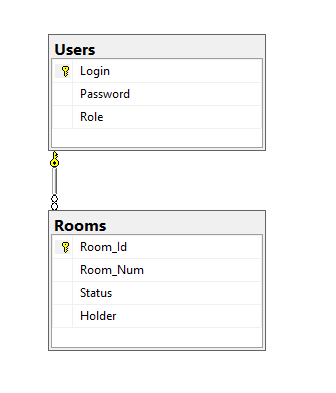 Users
Login
Password
Role
Rooms
Room_Id
Room_Num
Status
Holder